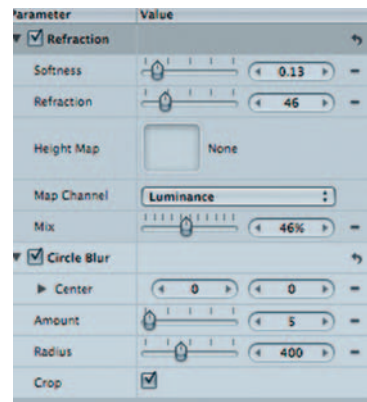 Parameter Value
Refraction
Softness 0.13
Refraction 46
Height Map None
Map Channel Luminance
Mix 46%
Circle Blur
Center 0 0
Amount 5
Radius 400
Crop